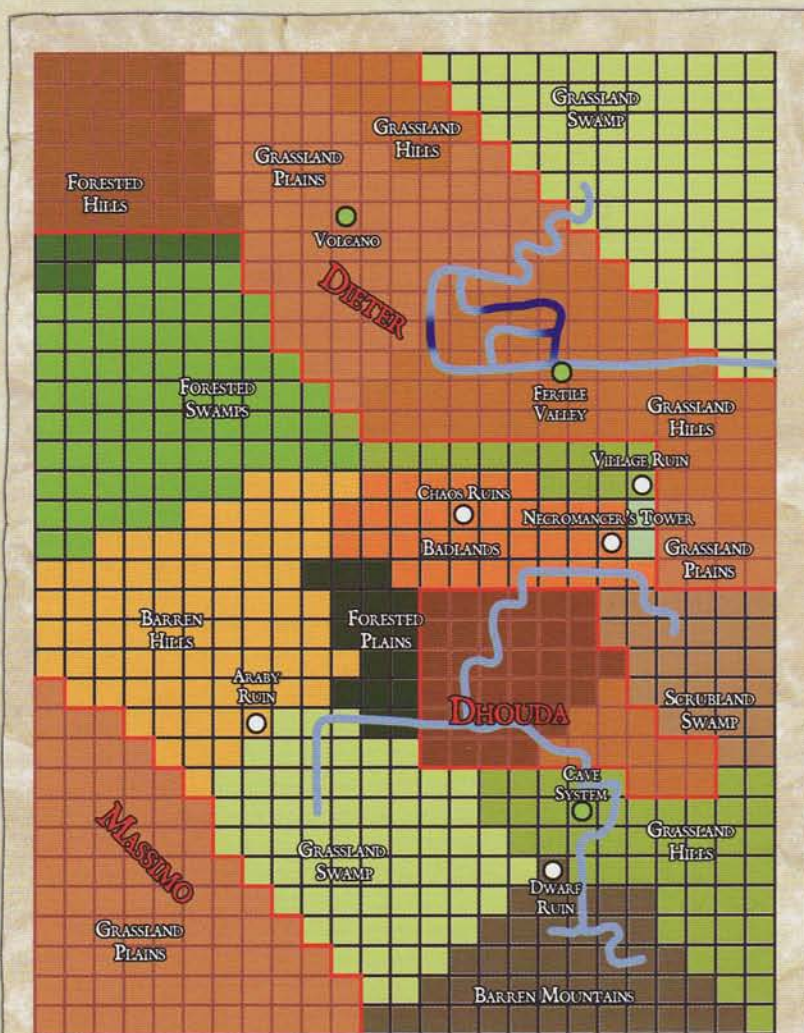 Grassland
Swamp
Grassland
Hills
Grassland
Plains
Forested
Hills
Volcano
Dieter
Forested
Swamps
Fertile
Valley
Grassland
Hills
Village Ruin
Chaos Ruins
Necromancer's Tower
Badlands
Grassland
Plains
Barren
Hills
Forested
Plains
Araby
Ruin
Scrubland
Swamp
Dhouda
Cave
System
Massimo
Grassland
Swamp
Grassland
Hills
Dwarf
Ruin
Grassland
Plains
Barren Mountains